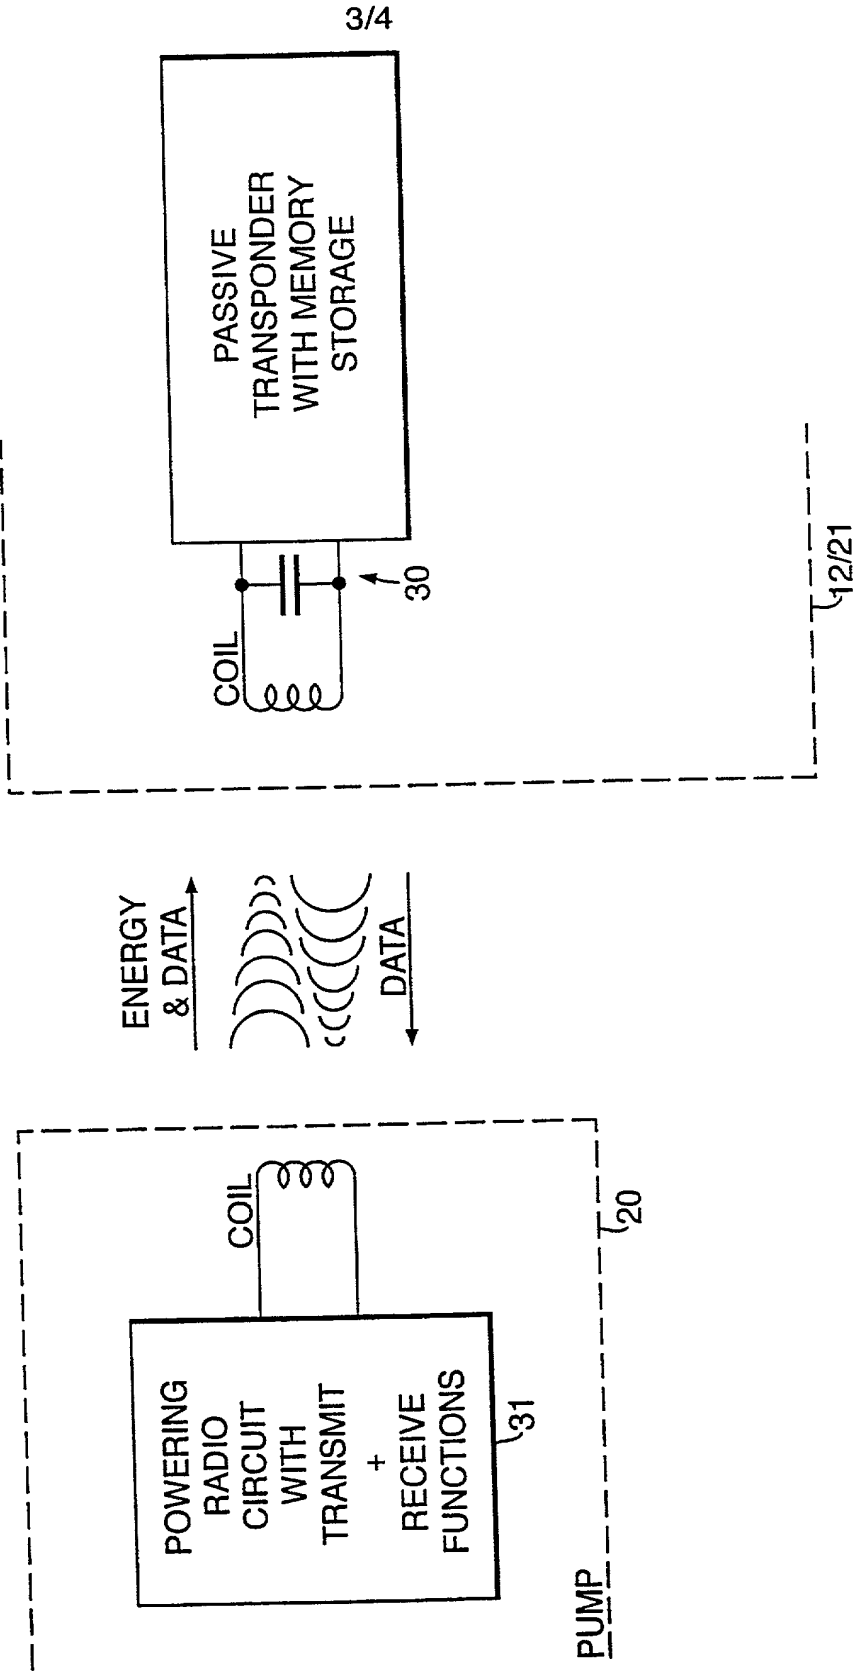 3/4
PASSIVE
TRANSPONDER
WITH MEMORY
STORAGE
COIL
30
12/21
ENERGY
& DATA
DATA
COIL
20
POWERING
RADIO
CIRCUIT
WITH
TRANSMIT
+
RECEIVE
FUNCTIONS
31
PUMP